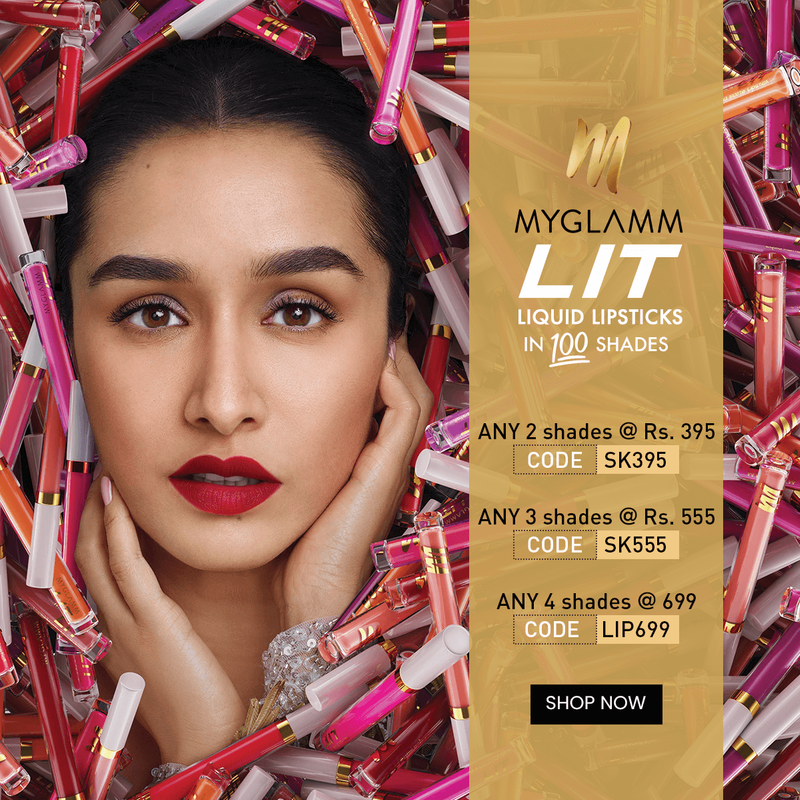 MYGLAMM
LIT
LIQUID LIPSTICKS
IN 100 SHADES
ANY 2 shades @ Rs. 395
CODE SK395
ANY 3 shades @ Rs. 555
CODE SK555
ANY 4 shades @ 699
CODE LIP699
SHOP NOW